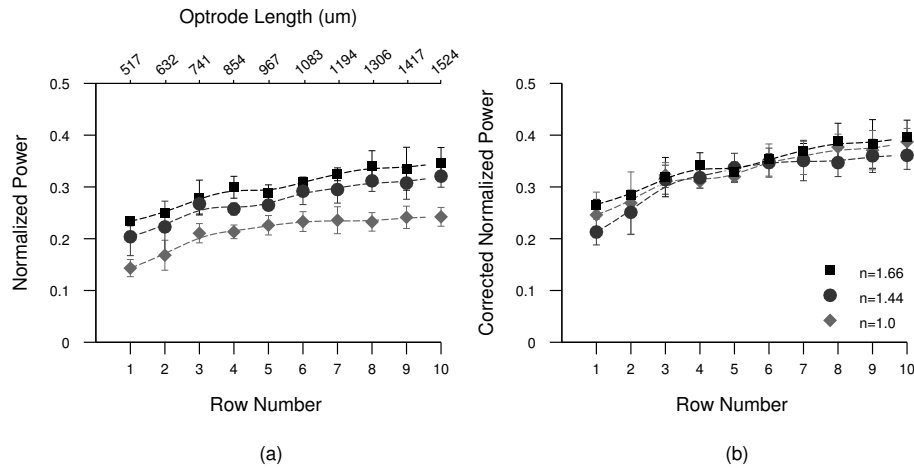 Optrode Length (um)
517 632 741 854 967 1083 1194 1306 1417 1524
0.5
0.4
0.3
0.2
0.1
0
Normalized Power
1 2 3 4 5 6 7 8 9 10
Row Number
(a)
0.5
0.4
0.3
0.2
0.1
0
Corrected Normalized Power
n=1.66
n=1.44
n=1.0
1 2 3 4 5 6 7 8 9 10
Row Number
(b)